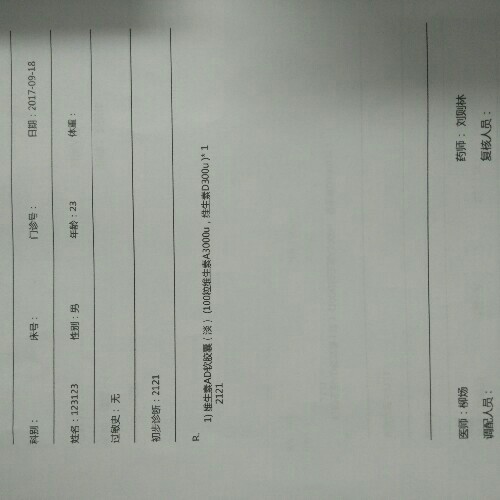 科别： 床号： 门诊号： 日期：2017-09-18
姓名：123123 性别：男 年龄：23 体重：
过敏史：无
初步诊断：2121
R.
1) 维生素AD软胶囊（淡）(100粒维生素A3000u，维生素D300u )* 1
2121
医师：柳炀 药师： 刘则林
调配人员： 复核人员：